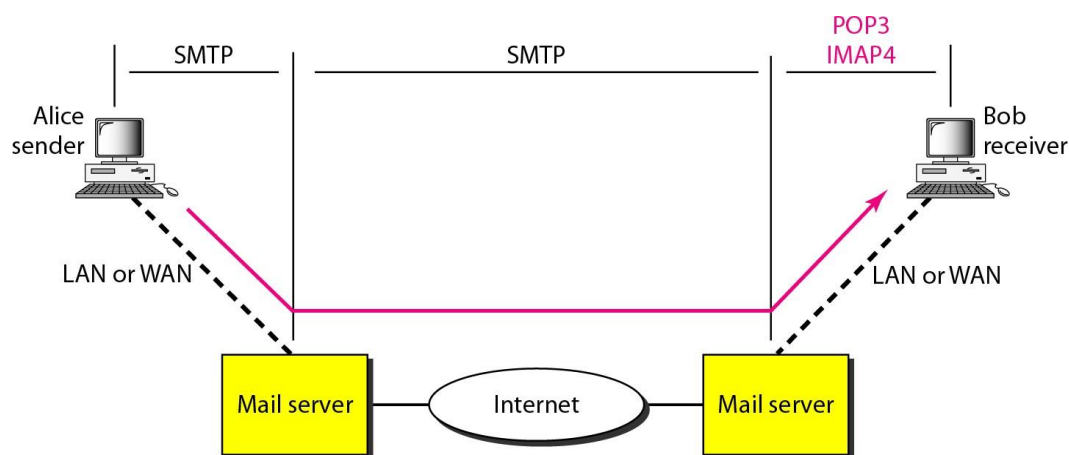 POP3
SMTP
SMTP
IMAP4
Alice
sender
Bob
receiver
LAN or WAN
LAN or WAN
Mail server
Internet
Mail server